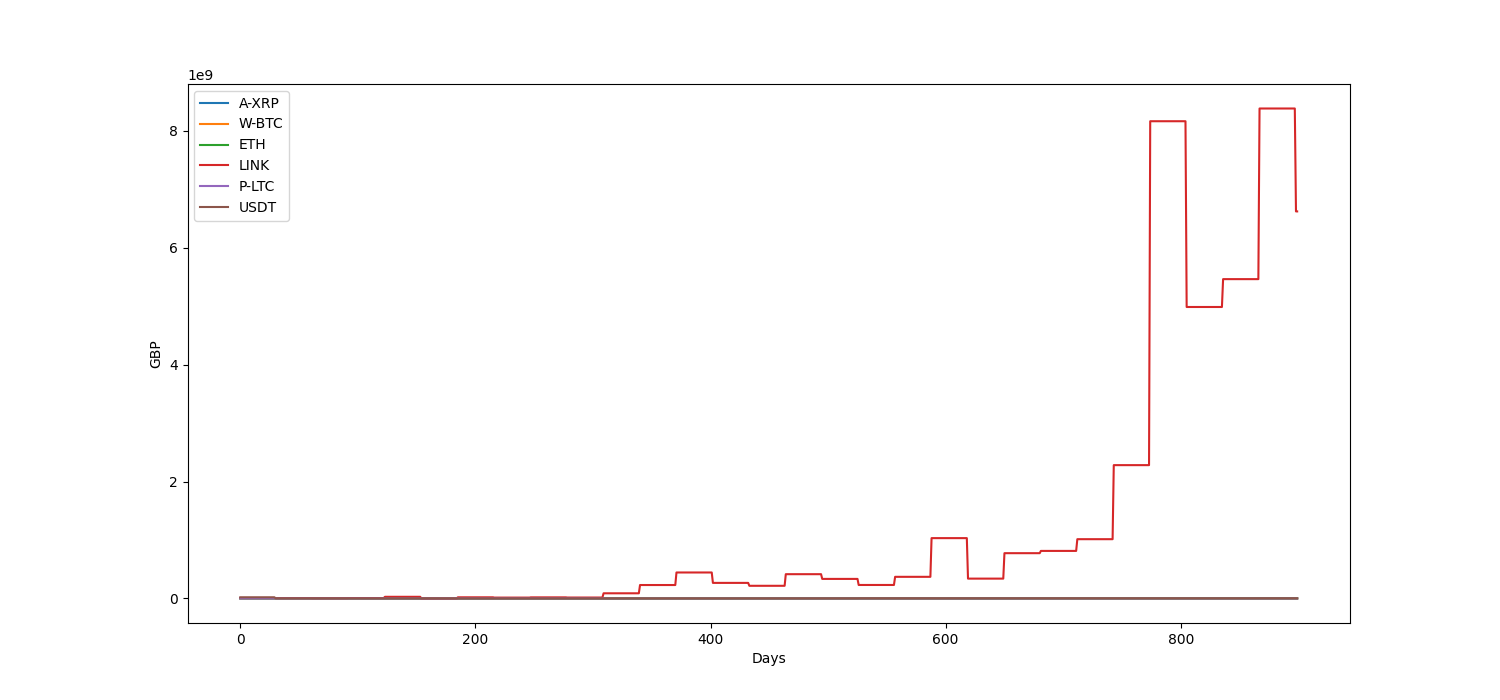 1e9
A-XRP
W-BTC
ETH
LINK
P-LTC
USDT
8
6
4
2
0
GBP
0 200 400 600 800
Days